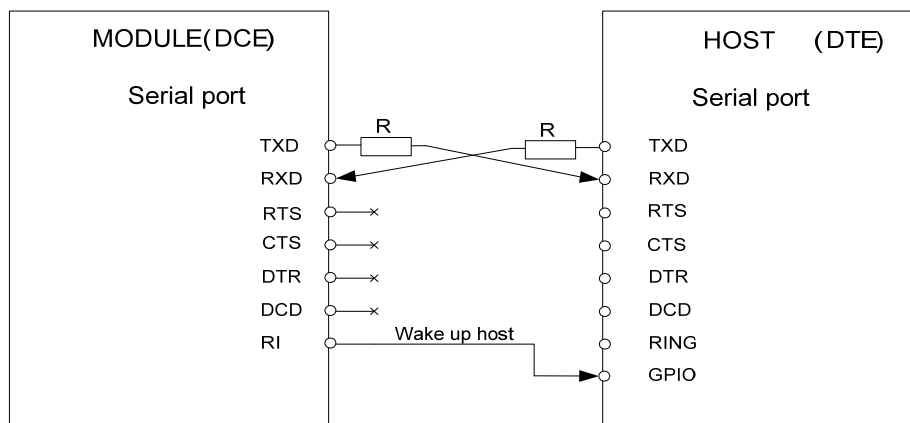 MODULE(DCE)
Serial port
TXD
RXD
RTS
CTS
DTR
DCD
RI
R
R
Wake up host
HOST (DTE)
Serial port
TXD
RXD
RTS
CTS
DTR
DCD
RING
GPIO